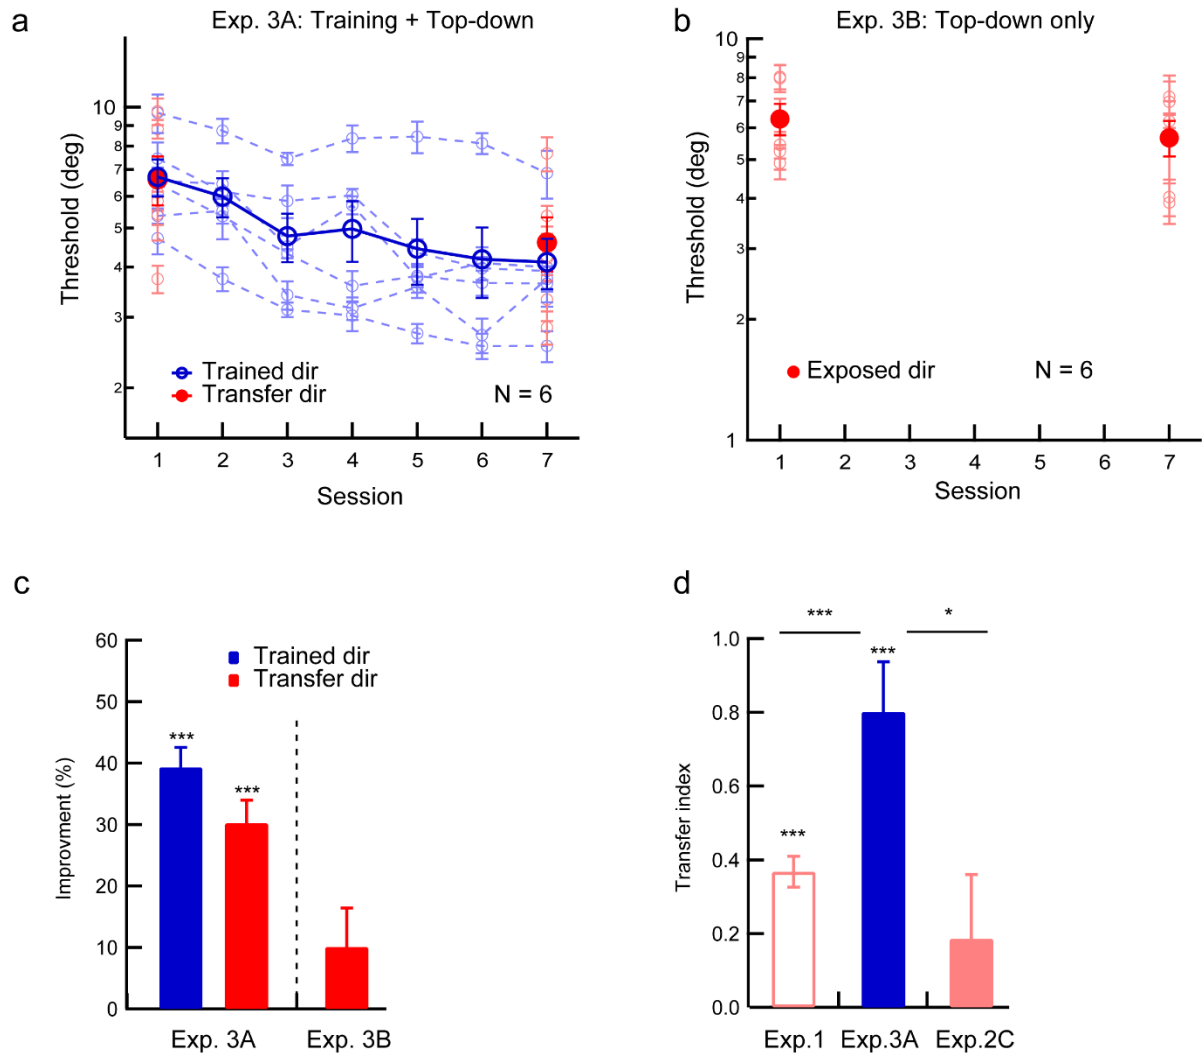 a
Exp. 3A: Training + Top-down
10
9
8
7
6
5
4
3
2
Threshold (deg)
Trained dir
Transfer dir
N = 6
1 2 3 4 5 6 7
Session
b
Exp. 3B: Top-down only
10
9
8
7
6
5
4
3
2
1
Threshold (deg)
Exposed dir
N = 6
1 2 3 4 5 6 7
Session
c
60
50
40
30
20
10
0
Improvment (%)
Trained dir
Transfer dir
***
***
Exp. 3A Exp. 3B
d
*** *
1.0
0.8
0.6
0.4
0.2
0.0
Transfer index
***
***
Exp.1 Exp.3A Exp.2C